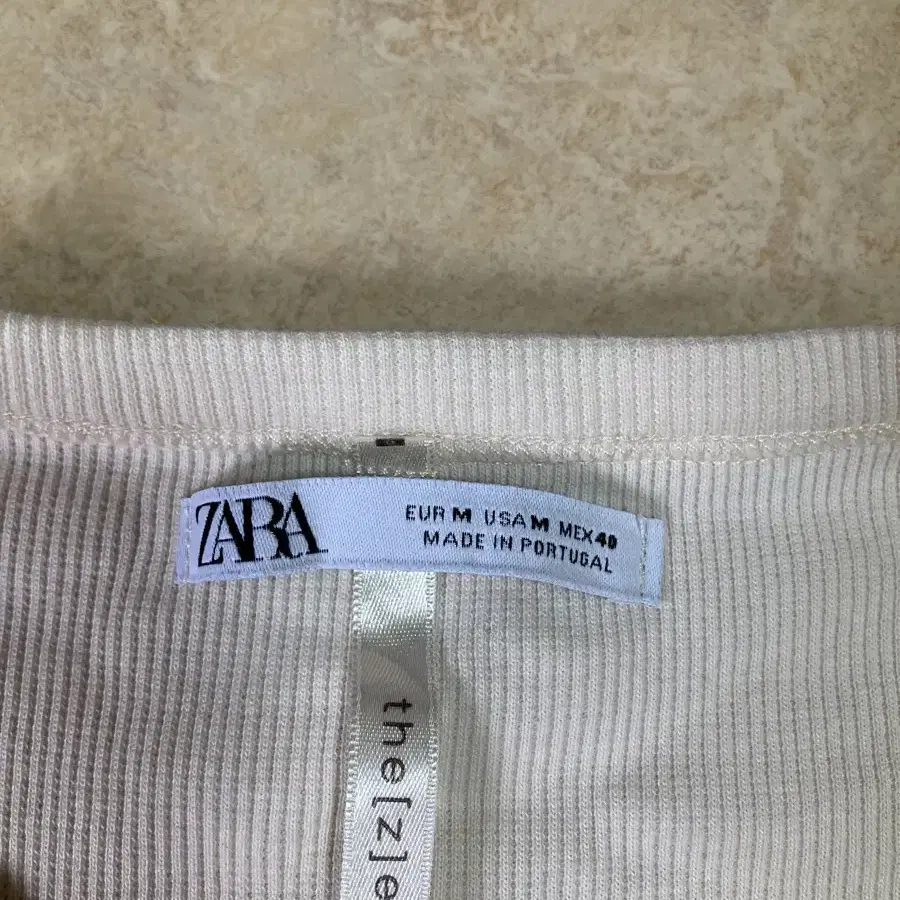 ZARA
EUR M USA M MEX 40
MADE IN PORTUGAL
the[z]e